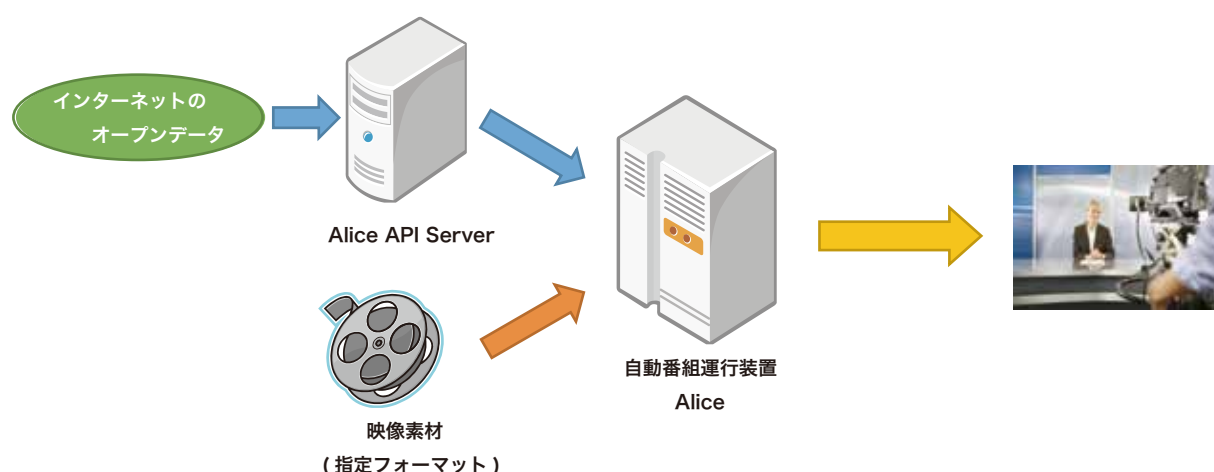 インターネットの
オープンデータ
Alice API Server
映像素材
( 指定フォーマット )
自動番組運行装置
Alice